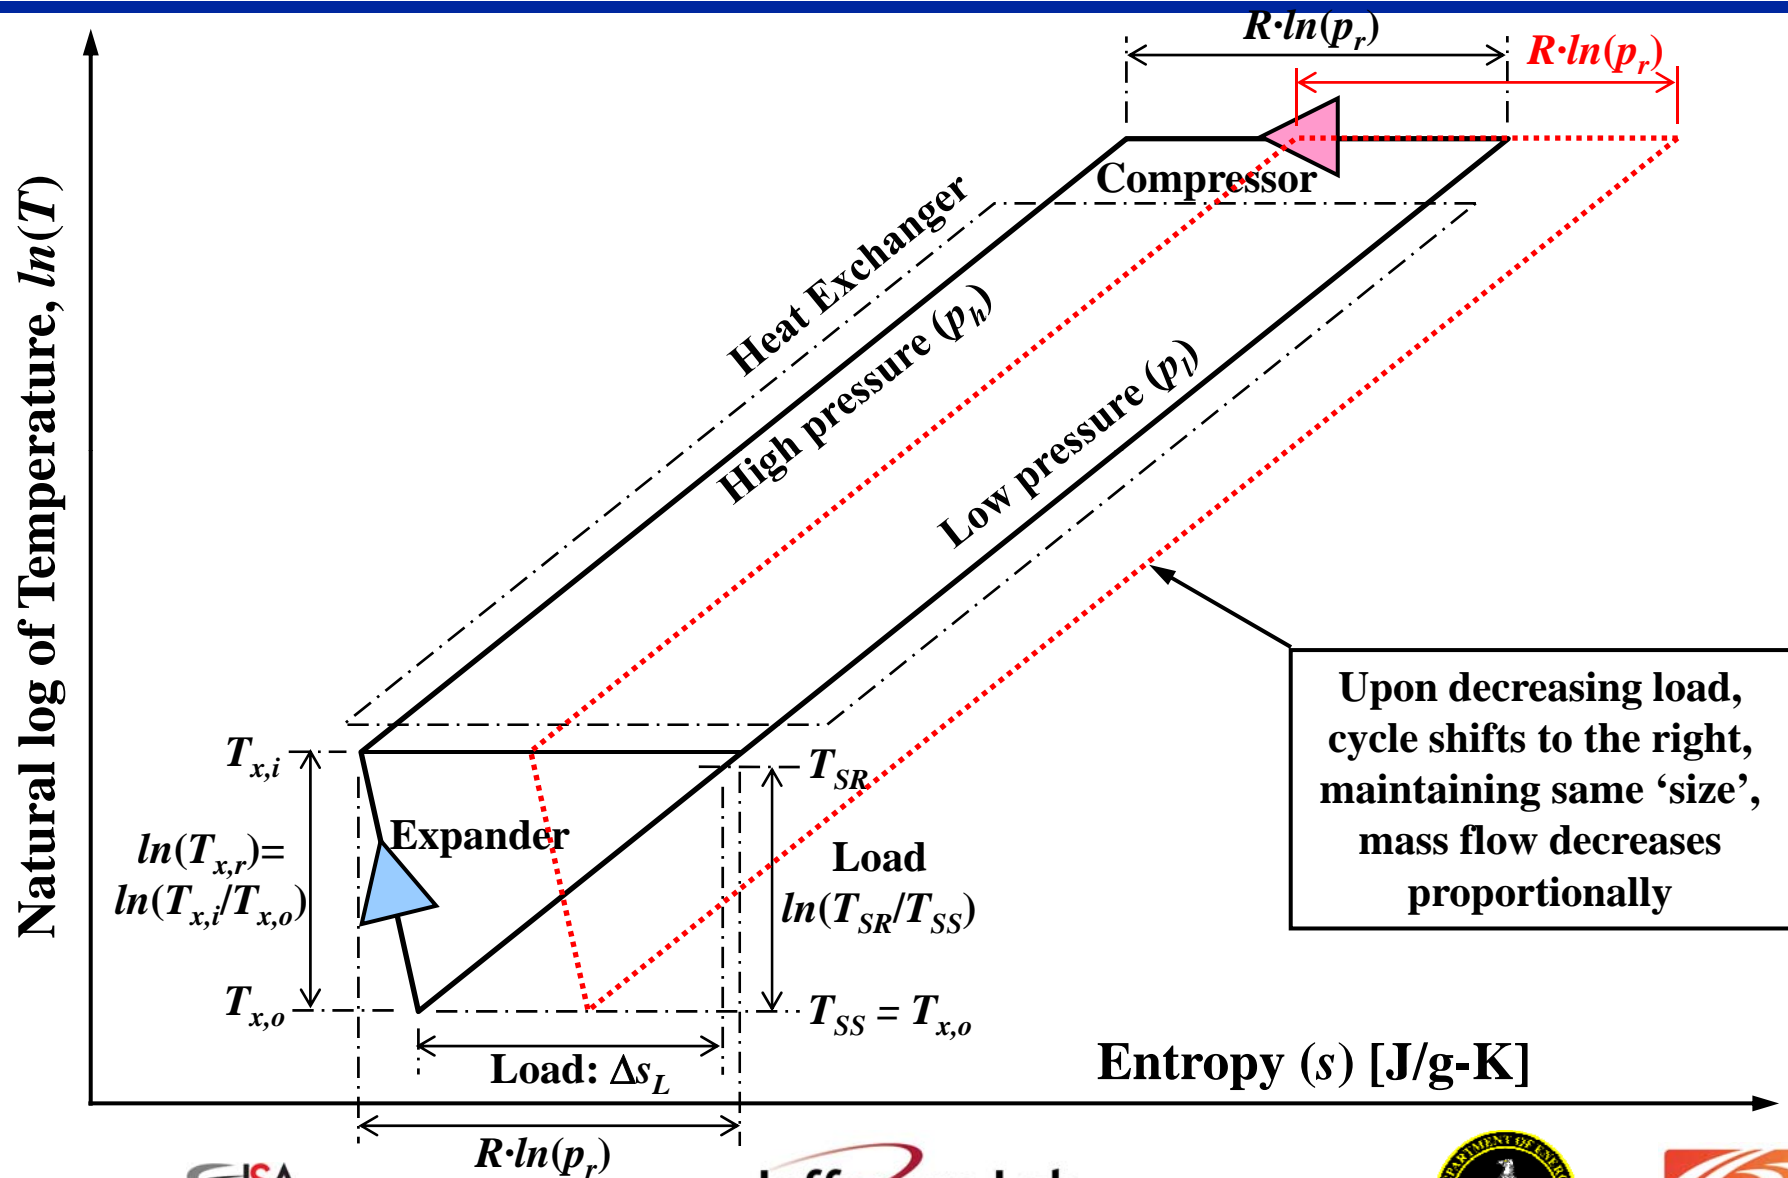 R·ln(pr)
R·ln(pr)
Compressor
Heat Exchanger
High pressure (ph)
Low pressure (pl)
Natural log of Temperature, ln(T)
Upon decreasing load,
cycle shifts to the right,
maintaining same ‘size’,
mass flow decreases
proportionally
Tx,i
TSR
Expander
ln(Tx,r)=
ln(Tx,i/Tx,o)
Load
ln(TSR/TSS)
Tx,o
TSS = Tx,o
Load: ΔsL
Entropy (s) [J/g-K]
R·ln(pr)